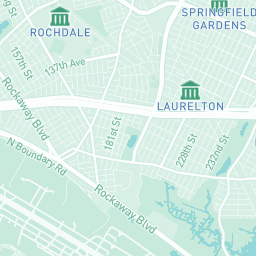 SPRINGFIELD
GARDENS
ROCHDALE
157th St
137th Ave
LAURELTON
Rockaway Blvd
181st St
228th St
232nd St
N Boundary Rd
Rockaway Blvd